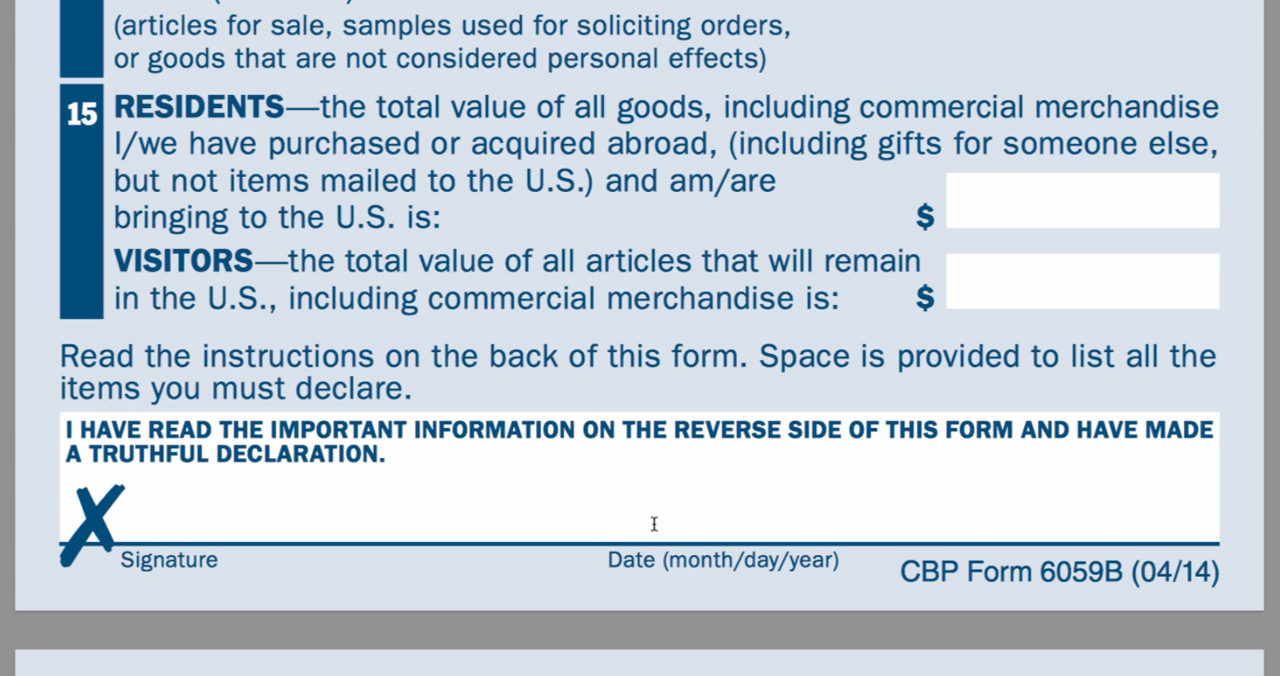 (articles for sale, samples used for soliciting orders,
or goods that are not considered personal effects)
15 RESIDENTS—the total value of all goods, including commercial merchandise
I/we have purchased or acquired abroad, (including gifts for someone else,
but not items mailed to the U.S.) and am/are
bringing to the U.S. is: $
VISITORS—the total value of all articles that will remain
in the U.S., including commercial merchandise is: $
Read the instructions on the back of this form. Space is provided to list all the
items you must declare.
I HAVE READ THE IMPORTANT INFORMATION ON THE REVERSE SIDE OF THIS FORM AND HAVE MADE
A TRUTHFUL DECLARATION.
X
Signature Date (month/day/year) CBP Form 6059B (04/14)